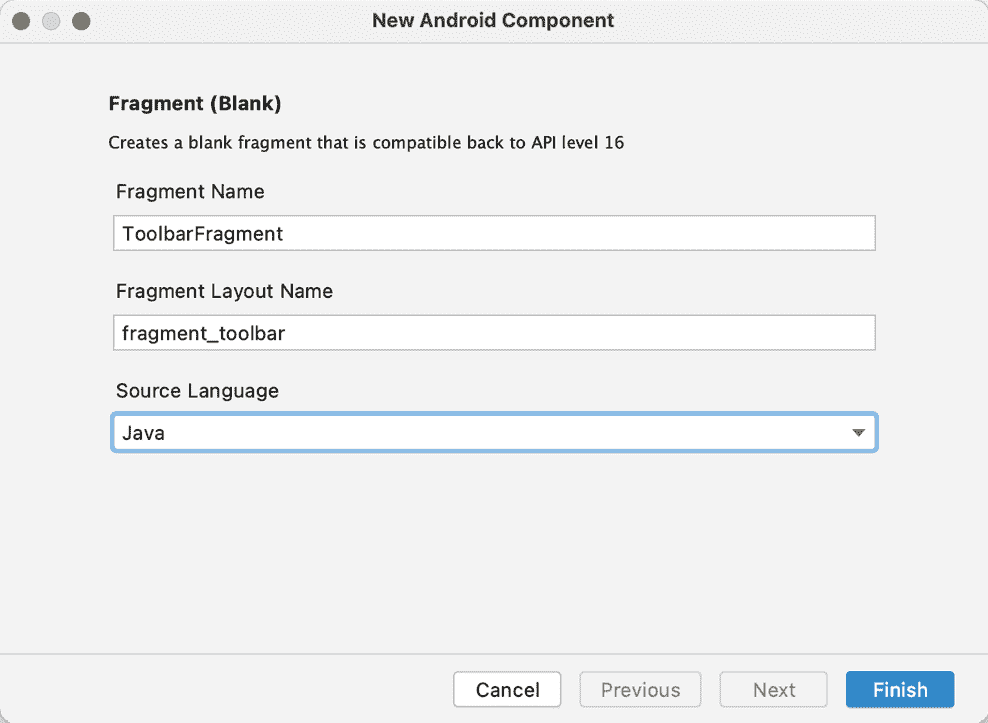 New Android Component
Fragment (Blank)
Creates a blank fragment that is compatible back to API level 16
Fragment Name
ToolbarFragment
Fragment Layout Name
fragment_toolbar
Source Language
Java
Cancel Previous Next Finish